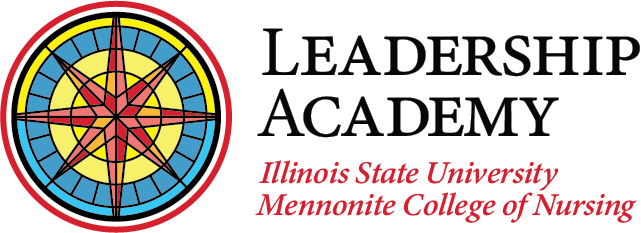 LEADERSHIP
ACADEMY
Illinois State University
Mennonite College of Nursing